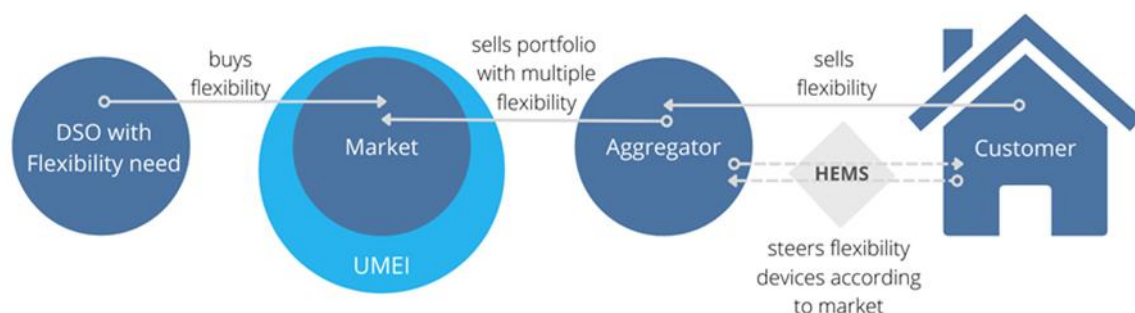 buys
flexibility
sells portfolio
with multiple
flexibility
sells
flexibility
DSO with
Flexibility need
Market
Aggregator
Customer
HEMS
UMEI
steers flexibility
devices according
to market